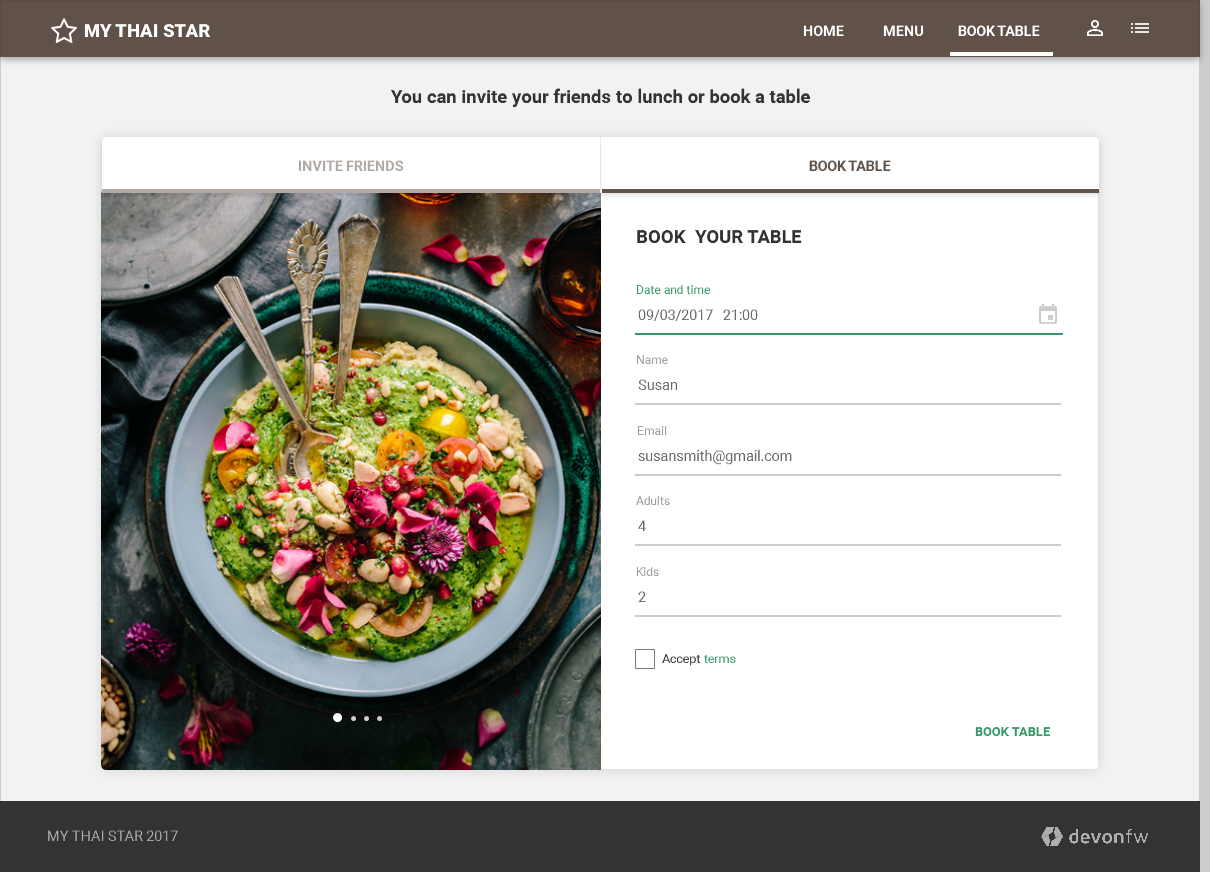 MY THAI STAR
HOME MENU BOOK TABLE
You can invite your friends to lunch or book a table
INVITE FRIENDS
BOOK TABLE
BOOK YOUR TABLE
Date and time
09/03/2017 21:00
Name
Susan
Email
susansmith@gmail.com
Adults
4
Kids
2
Accept terms
BOOK TABLE
MY THAI STAR 2017
devonfw